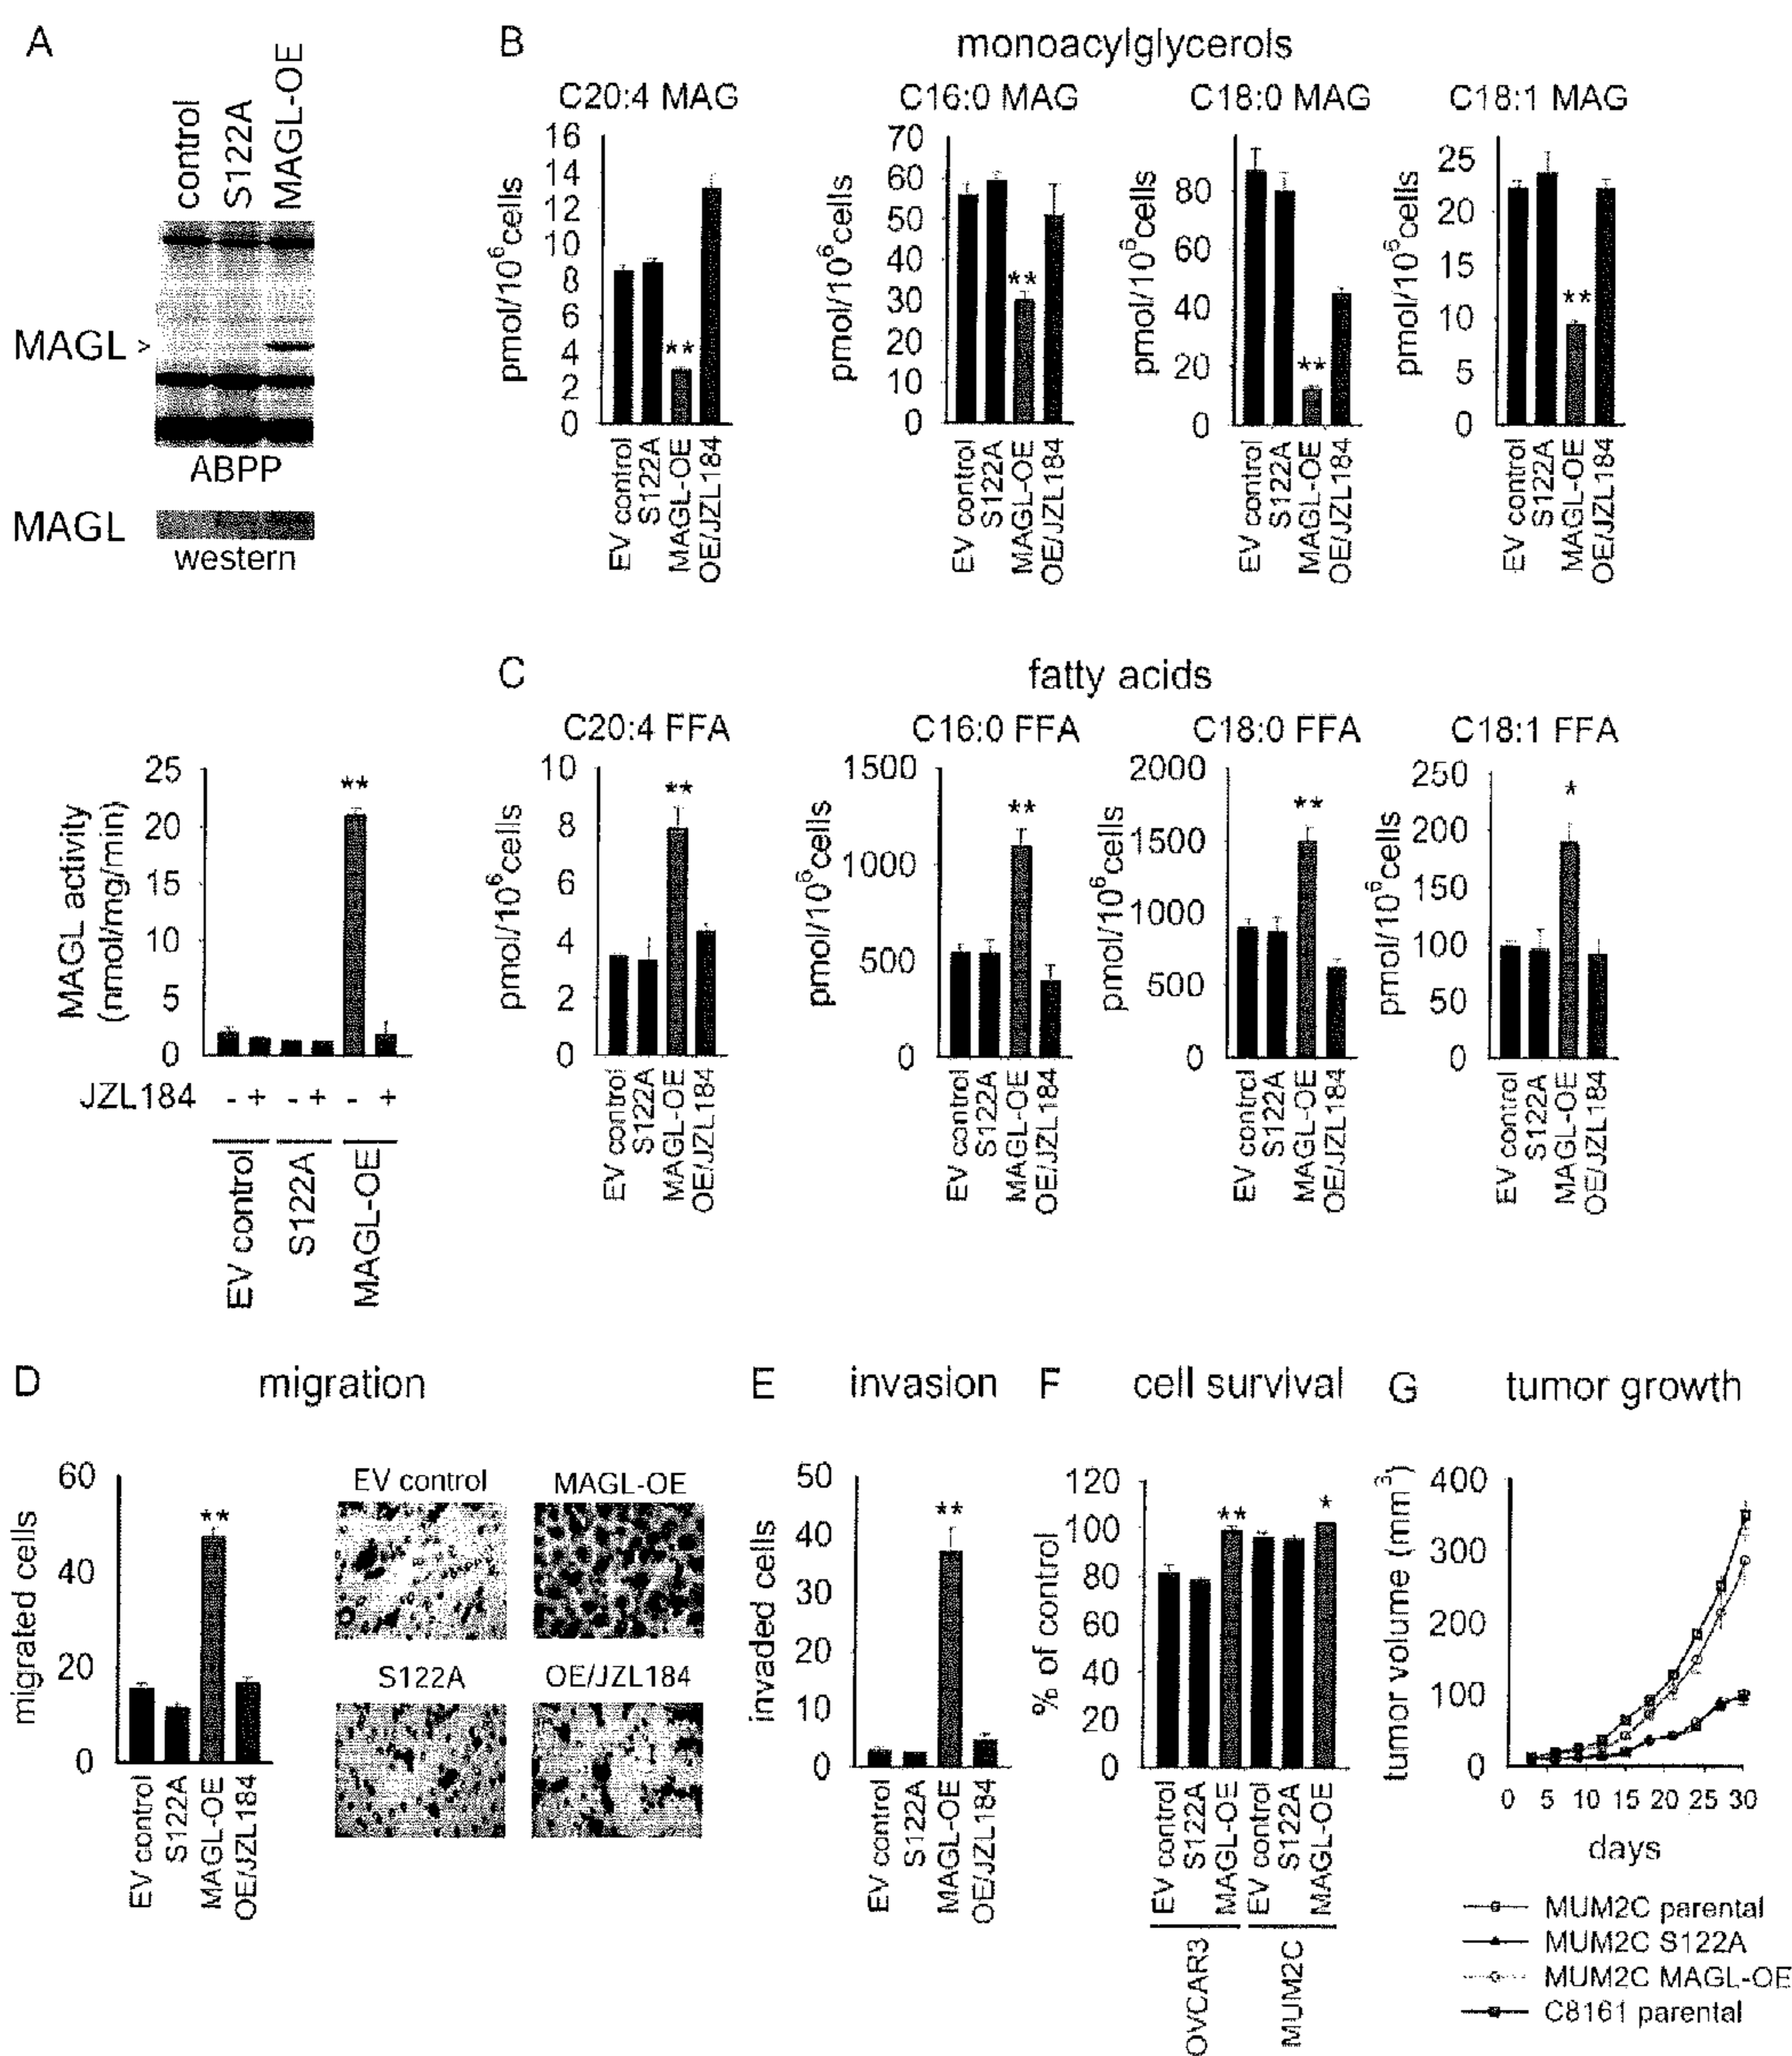 A
control
S122A
MAGL-OE
MAGL >
ABPP
MAGL
western
MAGL activity
(nmol/mg/min)
25
20
15
10
5
0
JZL184 - + - + - +
**
EV control
S122A
MAGL-OE
B monoacylglycerols
C20:4 MAG
pmol/10⁶cells
16
14
12
10
8
6
4
2
0
**
EV control
S122A
MAGL-OE
OE/JZL184
C16:0 MAG
pmol/10⁶cells
70
60
50
40
30
20
10
0
**
EV control
S122A
MAGL-OE
OE/JZL184
C18:0 MAG
pmol/10⁶cells
80
60
40
20
0
**
EV control
S122A
MAGL-OE
OE/JZL184
C18:1 MAG
pmol/10⁶cells
25
20
15
10
5
0
**
EV control
S122A
MAGL-OE
OE/JZL184
C fatty acids
C20:4 FFA
pmol/10⁶cells
10
8
6
4
2
0
**
EV control
S122A
MAGL-OE
OE/JZL184
C16:0 FFA
pmol/10⁶cells
1500
1000
500
0
**
EV control
S122A
MAGL-OE
OE/JZL184
C18:0 FFA
pmol/10⁶cells
2000
1500
1000
500
0
**
EV control
S122A
MAGL-OE
OE/JZL184
C18:1 FFA
pmol/10⁶cells
250
200
150
100
50
0
*
EV control
S122A
MAGL-OE
OE/JZL184
D migration
migrated cells
60
40
20
0
**
EV control
S122A
MAGL-OE
OE/JZL184
EV control
MAGL-OE
S122A
OE/JZL184
E invasion
invaded cells
50
40
30
20
10
0
**
EV control
S122A
MAGL-OE
OE/JZL184
F cell survival
% of control
120
100
80
60
40
20
0
**
*
EV control
S122A
MAGL-OE
EV control
S122A
MAGL-OE
OVCAR3
MUM2C
G tumor growth
tumor volume (mm³)
400
300
200
100
0
0 5 10 15 20 25 30
days
MUM2C parental
MUM2C S122A
MUM2C MAGL-OE
C8161 parental